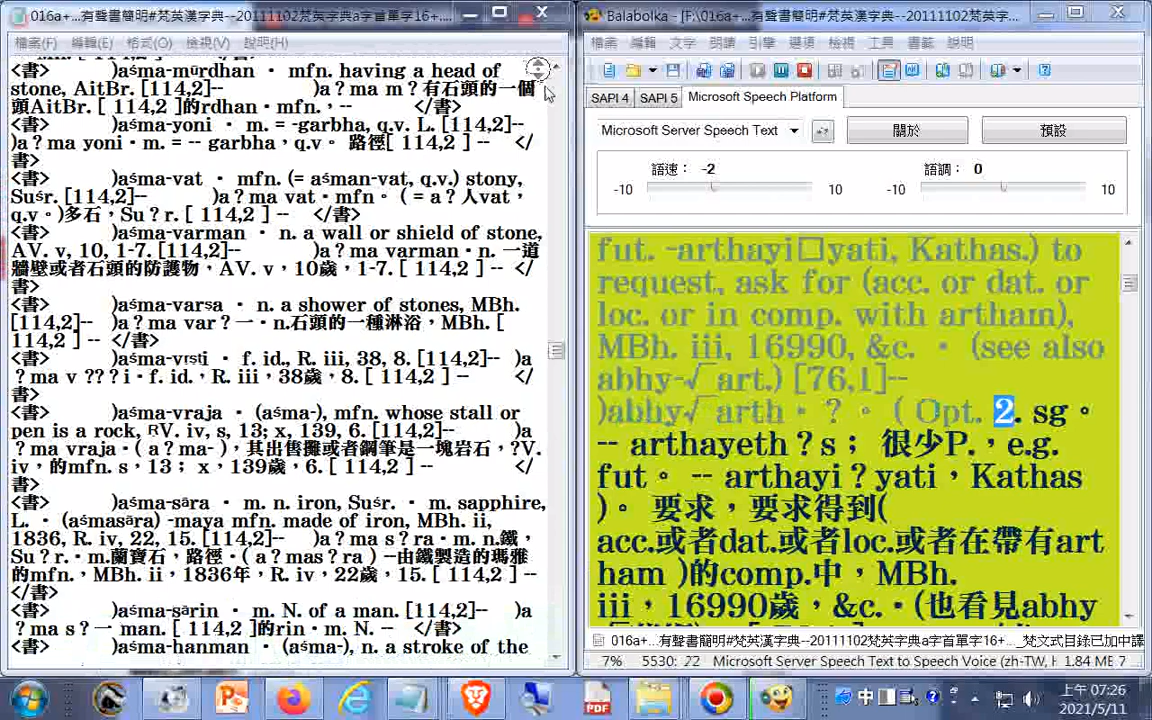 016a+...有聲書簡明#梵英漢字典--20111102梵英字典a字首單字16+...
檔案(F) 編輯(E) 格式(O) 檢視(V) 說明(H)
<書> )aśma-mūrdhan • mfn. having a head of
stone, AitBr. [114,2]-- )a?ma m?有石頭的一個
頭AitBr. [ 114,2 ]的rdhan•mfn.，-- </書>
<書> )aśma-yoni • m. = -garbha, q.v. L. [114,2]--
)a?ma yoni•m. = -- garbha，q.v。 路徑[ 114,2 ] -- </
書>
<書> )aśma-vat • mfn. (= aśman-vat, q.v.) stony,
Suśr. [114,2]-- )a?ma vat•mfn。 ( = a?人vat，
q.v。)多石，Su?r. [ 114,2 ] -- </書>
<書> )aśma-varman • n. a wall or shield of stone,
AV. v, 10, 1-7. [114,2]-- )a?ma varman•n. 一道
牆壁或者石頭的防護物，AV. v，10歲，1-7. [ 114,2 ] -- </
書>
<書> )aśma-varsa • n. a shower of stones, MBh.
[114,2]-- )a?ma var?一•n.石頭的一種淋浴，MBh. [
114,2 ] -- </書>
<書> )aśma-vrsti • f. id., R. iii, 38, 8. [114,2]-- )a
?ma v???i•f. id.，R. iii，38歲，8. [ 114,2 ] -- </
書>
<書> )aśma-vraja • (aśma-), mfn. whose stall or
pen is a rock, RV. iv, s, 13; x, 139, 6. [114,2]-- )a
?ma vraja•( a?ma- )，其出售攤或者鋼筆是一塊岩石，?V.
iv，的mfn. s，13； x，139歲，6. [ 114,2 ] -- </
書>
<書> )aśma-sāra • m. n. iron, Suśr. • m. sapphire,
L. • (aśmasāra) -maya mfn. made of iron, MBh. ii,
1836, R. iv, 22, 15. [114,2]-- )a?ma s?ra•m. n.鐵，
Su?r.•m.蘭寶石，路徑•( a?mas?ra ) –由鐵製造的瑪雅
的mfn.，MBh. ii，1836年，R. iv，22歲，15. [ 114,2 ] --
</書>
<書> )aśma-sārin • m. N. of a man. [114,2]-- )a
?ma s?一 man. [ 114,2 ]的rin•m. N. -- </書>
<書> )aśma-hanman • (aśma-), n. a stroke of the
Balabolka - [F:\016a+...有聲書簡明#梵英漢字典--20111102梵英字典...
檔案 編輯 文字 朗讀 引擎 選項 檢視 工具 書籤 說明
SAPI 4 SAPI 5 Microsoft Speech Platform
Microsoft Server Speech Text 關於 預設
語速： -2 語調： 0
-10 10 -10 10
fut. -arthayi□yati, Kathas.) to
request, ask for (acc. or dat. or
loc. or in comp. with artham),
MBh. iii, 16990, &c. • (see also
abhy-√art.) [76,1]--
)abhy√arth•?。( Opt. 2. sg。
-- arthayeth?s； 很少P.，e.g.
fut。 -- arthayi?yati，Kathas
)。 要求，要求得到(
acc.或者dat.或者loc.或者在帶有art
ham )的comp.中，MBh.
iii，16990歲，&c.•(也看見abhy
016a+...有聲書簡明#梵英漢字典--20111102梵英字典a字首單字16+..._梵文式目錄已加中譯
7% 5530: 22 Microsoft Server Speech Text to Speech Voice (zh-TW, H 1.84 MB 7
中
上午 07:26
2021/5/11